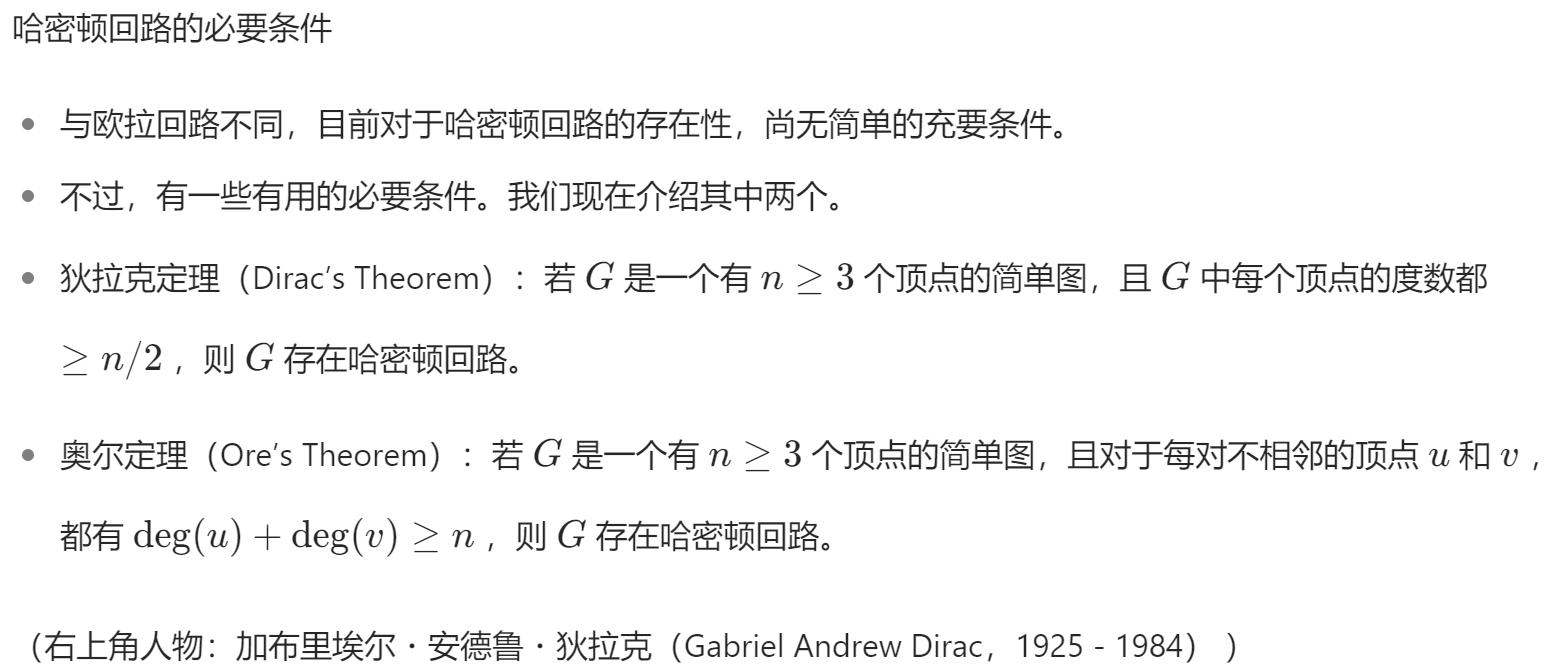 哈密顿回路的必要条件
与欧拉回路不同，目前对于哈密顿回路的存在性，尚无简单的充要条件。
不过，有一些有用的必要条件。我们现在介绍其中两个。
狄拉克定理（Dirac’s Theorem）：若 G 是一个有 n ≥ 3 个顶点的简单图，且 G 中每个顶点的度数都
≥ n/2 ，则 G 存在哈密顿回路。
奥尔定理（Ore’s Theorem）：若 G 是一个有 n ≥ 3 个顶点的简单图，且对于每对不相邻的顶点 u 和 v ，
都有 deg(u) + deg(v) ≥ n ，则 G 存在哈密顿回路。
（右上角人物：加布里埃尔・安德鲁・狄拉克（Gabriel Andrew Dirac，1925 - 1984） ）